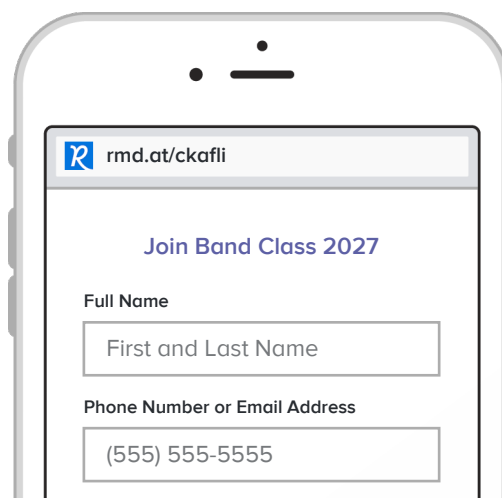 rmd.at/ckafli
Join Band Class 2027
Full Name
First and Last Name
Phone Number or Email Address
(555) 555-5555